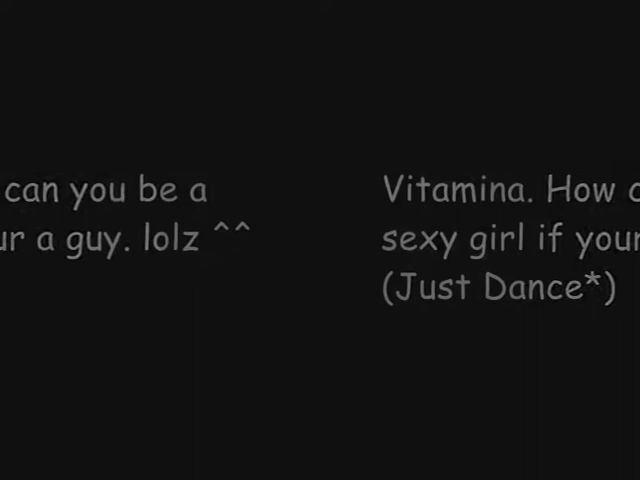 can you be a
ur a guy. lolz ^^
Vitamina. How
sexy girl if your
(Just Dance*)